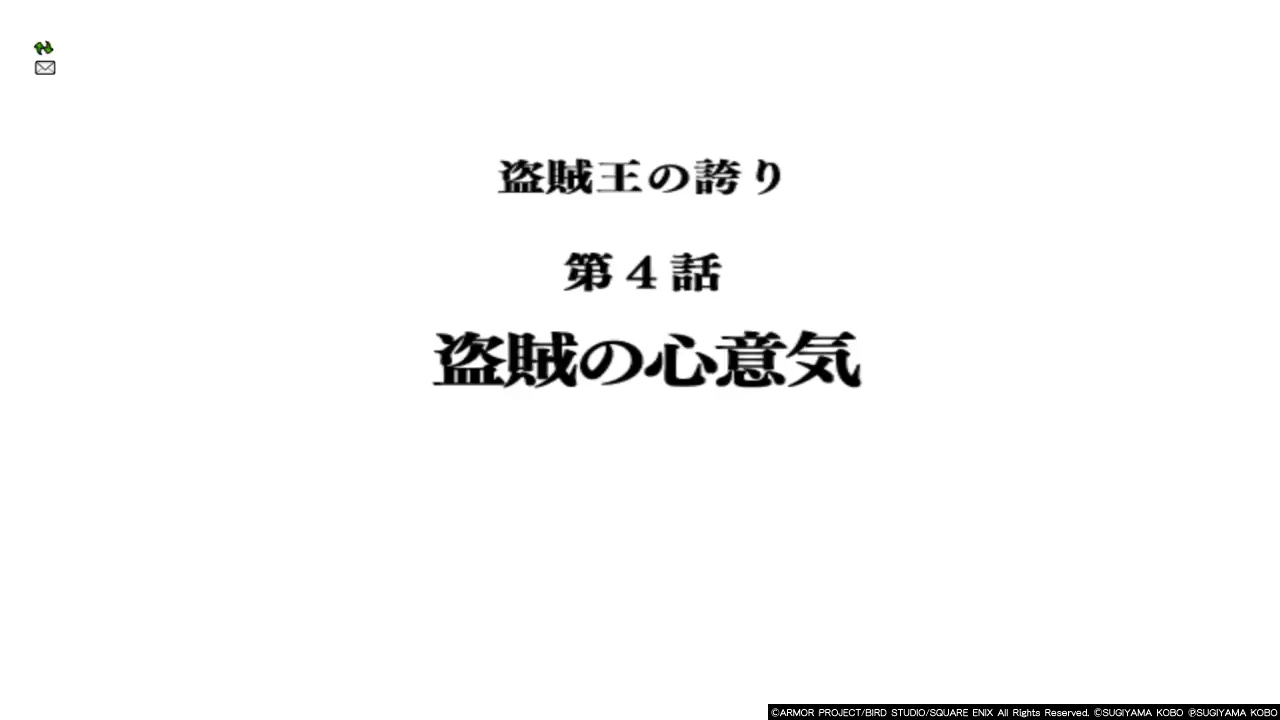 盗賊王の誇り
第４話
盗賊の心意気
©ARMOR PROJECT/BIRD STUDIO/SQUARE ENIX All Rights Reserved. ©SUGIYAMA KOBO ℗SUGIYAMA KOBO